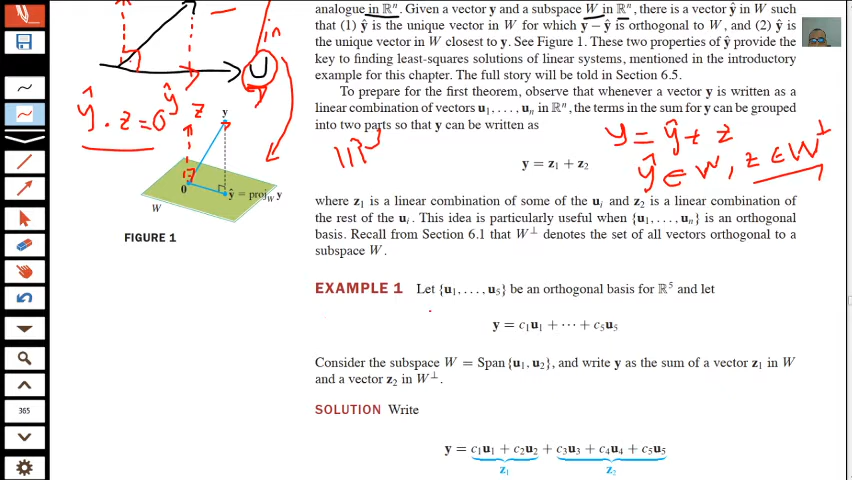 analogue in ℝⁿ. Given a vector y and a subspace W in ℝⁿ, there is a vector ŷ in W such
that (1) ŷ is the unique vector in W for which y − ŷ is orthogonal to W, and (2) ŷ is
the unique vector in W closest to y. See Figure 1. These two properties of ŷ provide the
key to finding least-squares solutions of linear systems, mentioned in the introductory
example for this chapter. The full story will be told in Section 6.5.
To prepare for the first theorem, observe that whenever a vector y is written as a
linear combination of vectors u₁, . . . , uₙ in ℝⁿ, the terms in the sum for y can be grouped
into two parts so that y can be written as
y = z₁ + z₂
y = ŷ + z
ŷ ∈ W, z ∈ W⊥
where z₁ is a linear combination of some of the uᵢ and z₂ is a linear combination of
the rest of the uᵢ. This idea is particularly useful when {u₁, . . . , uₙ} is an orthogonal
basis. Recall from Section 6.1 that W⊥ denotes the set of all vectors orthogonal to a
subspace W.
in
U
ŷ
ŷ · z = 0
z
y
0
ŷ = proj_W y
W
FIGURE 1
ℝ³
EXAMPLE 1 Let {u₁, . . . , u₅} be an orthogonal basis for ℝ⁵ and let
y = c₁u₁ + ··· + c₅u₅
Consider the subspace W = Span {u₁, u₂}, and write y as the sum of a vector z₁ in W
and a vector z₂ in W⊥.
SOLUTION Write
y = c₁u₁ + c₂u₂ + c₃u₃ + c₄u₄ + c₅u₅
z₁ z₂
365